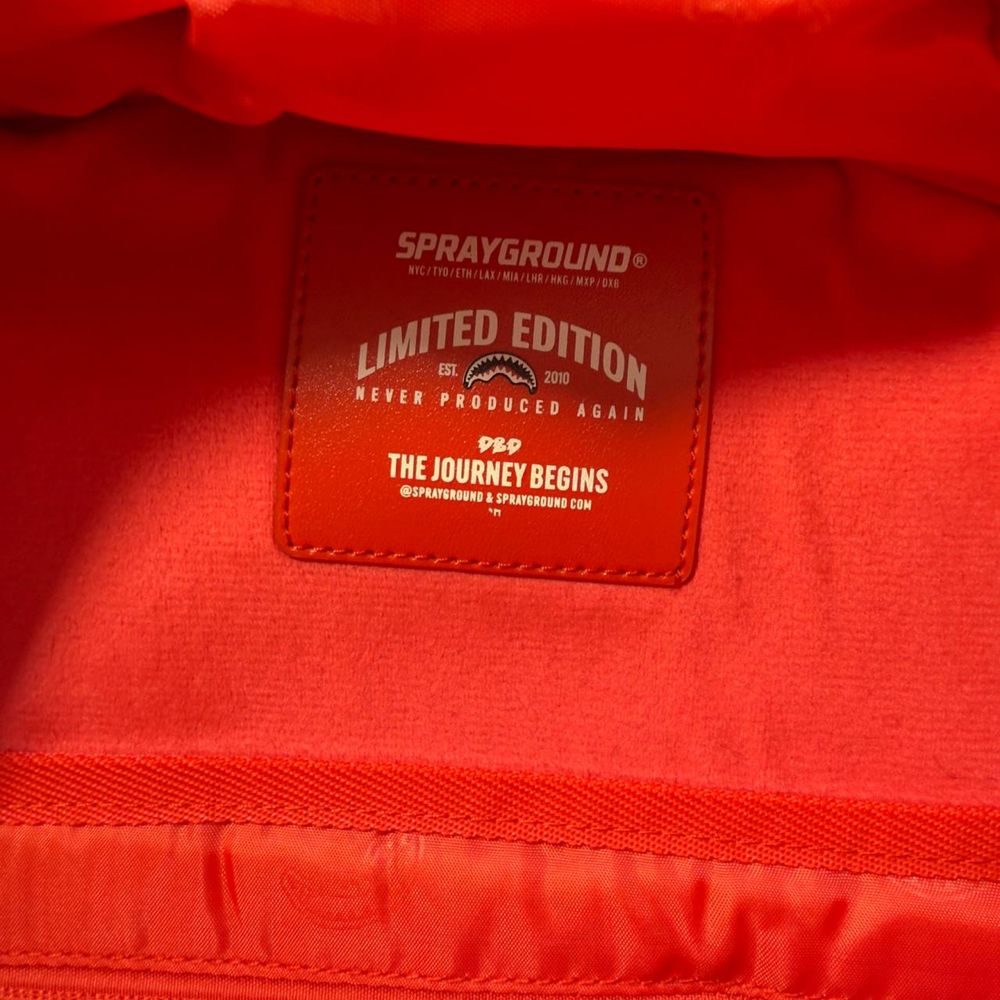 SPRAYGROUND®
NYC/TYO/ETH/LAX/MIA/LHR/HKG/MXP/DXB
LIMITED EDITION
EST. 2010
NEVER PRODUCED AGAIN
DBD
THE JOURNEY BEGINS
@SPRAYGROUND & SPRAYGROUND COM